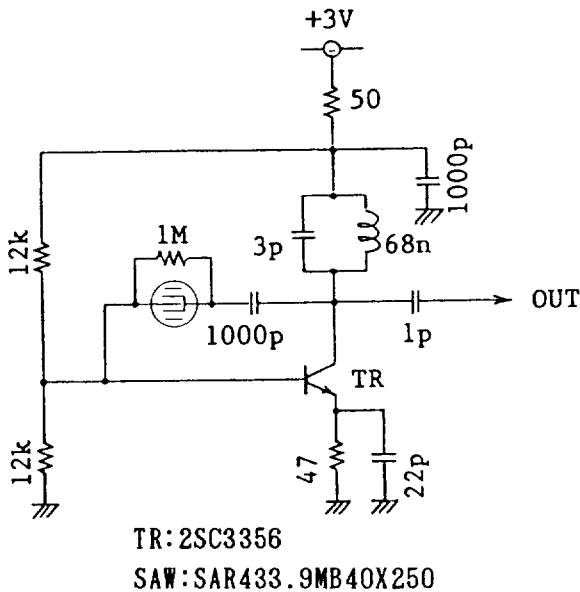 +3V
50
1000p
12k
1M
3p
68n
1000p
1p
OUT
TR
12k
47
22p
TR:2SC3356
SAW:SAR433.9MB40X250